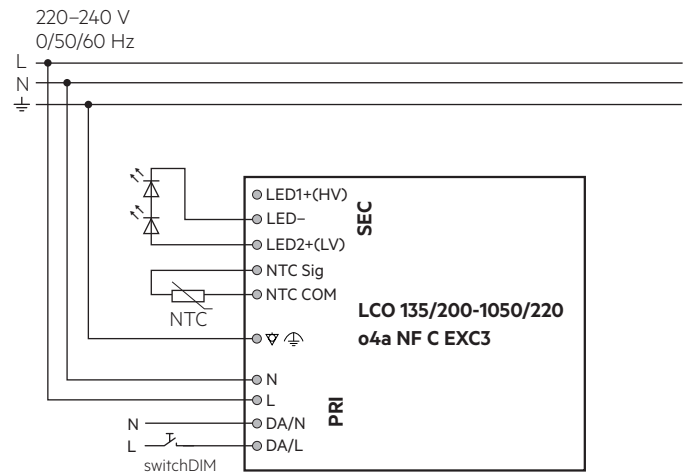 220–240 V
0/50/60 Hz
L
N
LED1+(HV)
LED–
LED2+(LV)
SEC
NTC Sig
NTC COM
NTC
LCO 135/200-1050/220
o4a NF C EXC3
N
L
PRI
N
DA/N
L
DA/L
switchDIM